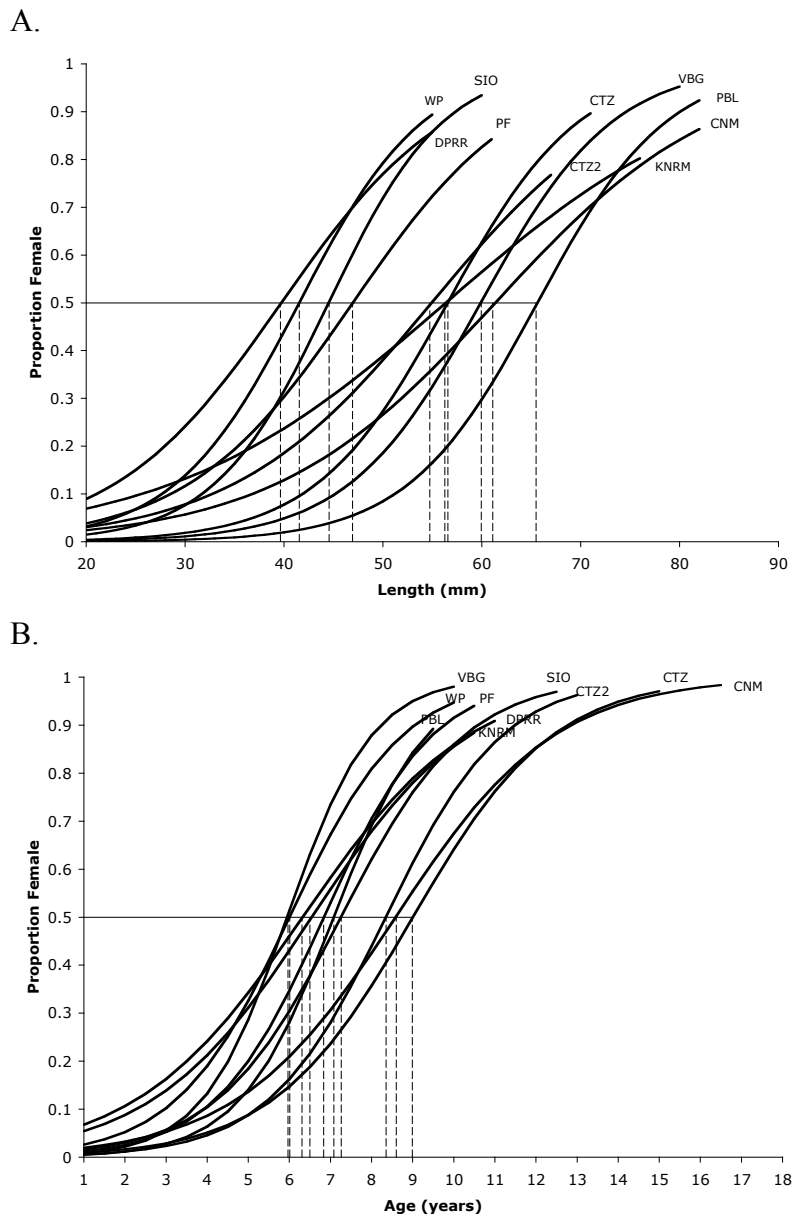 A.
1
0.9
0.8
0.7
0.6
0.5
0.4
0.3
0.2
0.1
0
Proportion Female
WP
SIO
DPRR
PF
CTZ
CTZ2
VBG
PBL
CNM
KNRM
20 30 40 50 60 70 80 90
Length (mm)
B.
1
0.9
0.8
0.7
0.6
0.5
0.4
0.3
0.2
0.1
0
Proportion Female
VBG
WP
PBL
PF
KNRM
DPRR
SIO
CTZ2
CTZ
CNM
1 2 3 4 5 6 7 8 9 10 11 12 13 14 15 16 17 18
Age (years)